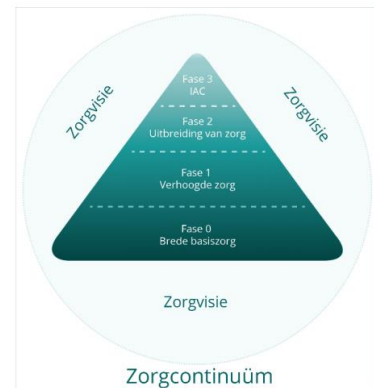 Fase 3
IAC
Zorgvisie
Zorgvisie
Fase 2
Uitbreiding van zorg
Fase 1
Verhoogde zorg
Fase 0
Brede basiszorg
Zorgvisie
Zorgcontinuüm